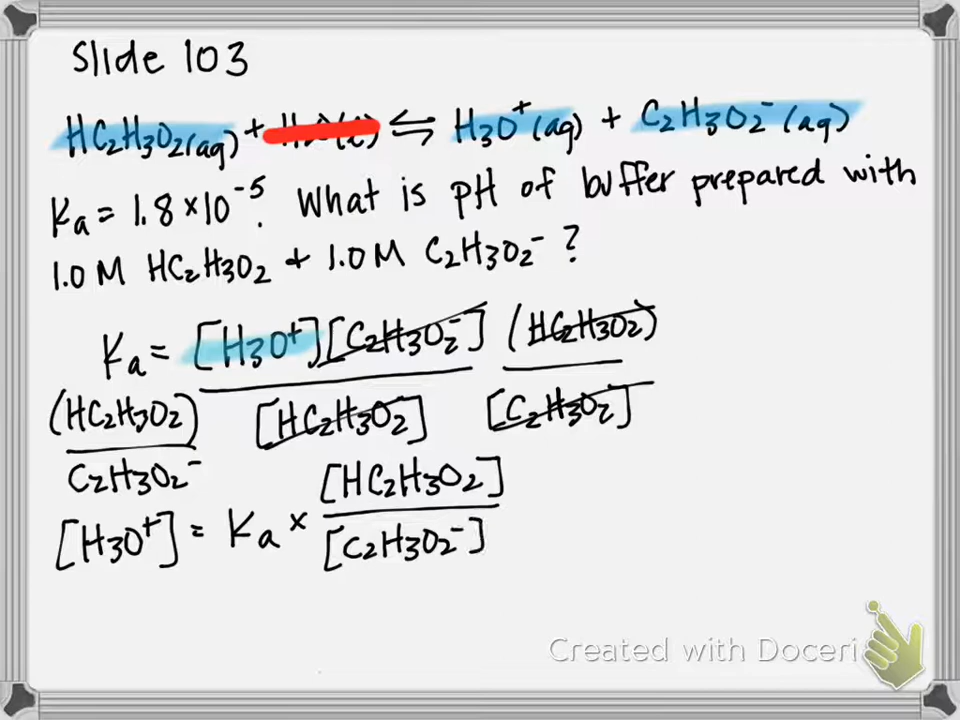 Slide 103
HC₂H₃O₂(aq) + ⇌ H₃O⁺(aq) + C₂H₃O₂⁻(aq)
Ka = 1.8×10⁻⁵. What is pH of buffer prepared with
1.0 M HC₂H₃O₂ + 1.0 M C₂H₃O₂⁻ ?
Ka = [H₃O⁺][C₂H₃O₂⁻] (HC₂H₃O₂)
(HC₂H₃O₂) [HC₂H₃O₂] [C₂H₃O₂⁻]
C₂H₃O₂⁻ [HC₂H₃O₂]
[H₃O⁺] = Ka × [C₂H₃O₂⁻]
Created with Doceri